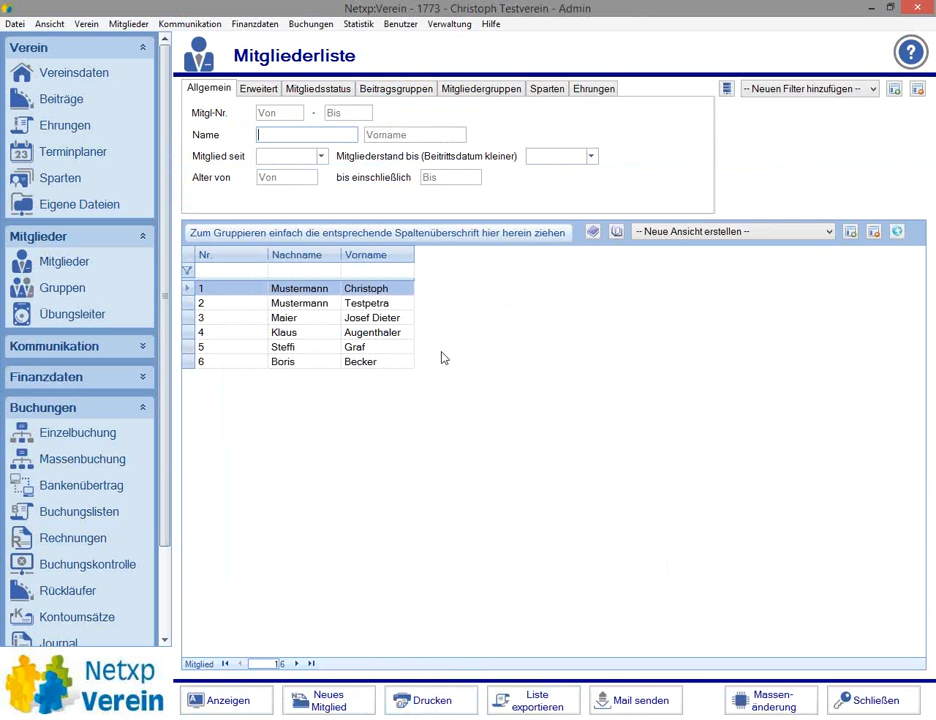 Netxp:Verein - 1773 - Christoph Testverein - Admin
Datei Ansicht Verein Mitglieder Kommunikation Finanzdaten Buchungen Statistik Benutzer Verwaltung Hilfe
Verein
Vereinsdaten
Beiträge
Ehrungen
Terminplaner
Sparten
Eigene Dateien
Mitglieder
Mitglieder
Gruppen
Übungsleiter
Kommunikation
Finanzdaten
Buchungen
Einzelbuchung
Massenbuchung
Bankenübertrag
Buchungslisten
Rechnungen
Buchungskontrolle
Rückläufer
Kontoumsätze
Journal
Netxp
Verein
Mitgliederliste
Allgemein Erweitert Mitgliedsstatus Beitragsgruppen Mitgliedergruppen Sparten Ehrungen
-- Neuen Filter hinzufügen --
Mitgl-Nr. Von - Bis
Name Vorname
Mitglied seit Mitgliederstand bis (Beitrittsdatum kleiner)
Alter von Von bis einschließlich Bis
Zum Gruppieren einfach die entsprechende Spaltenüberschrift hier herein ziehen
-- Neue Ansicht erstellen --
Nr. Nachname Vorname
1 Mustermann Christoph
2 Mustermann Testpetra
3 Maier Josef Dieter
4 Klaus Augenthaler
5 Steffi Graf
6 Boris Becker
Mitglied 1|6
Anzeigen
Neues
Mitglied
Drucken
Liste
exportieren
Mail senden
Massen-
änderung
Schließen